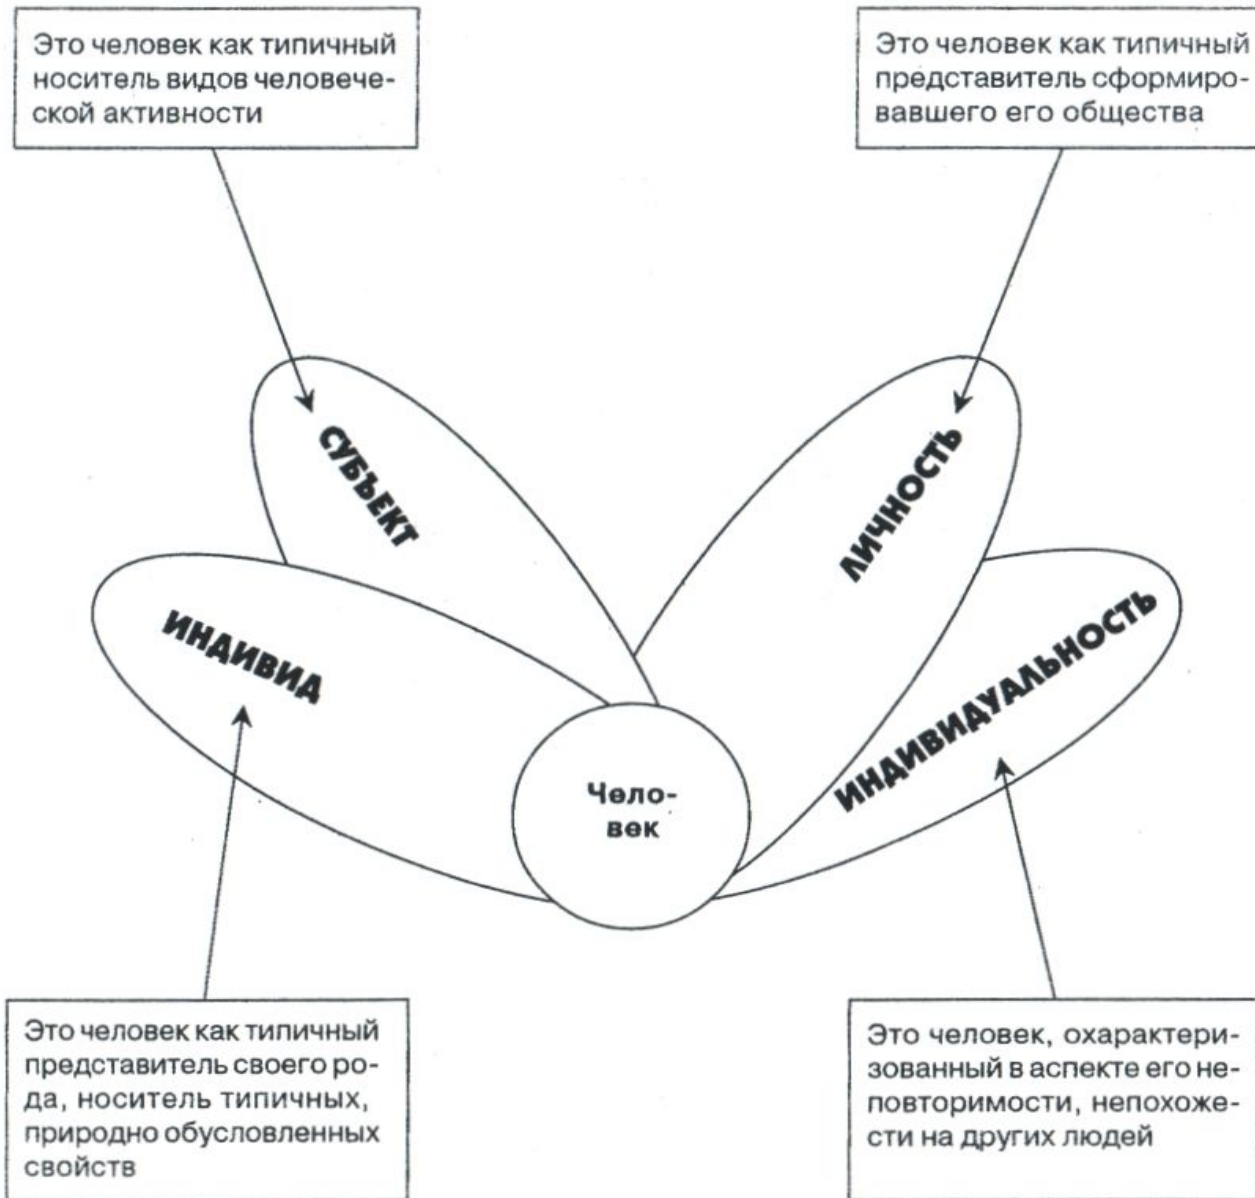 Это человек как типичный
носитель видов человече-
ской активности
Это человек как типичный
представитель сформиро-
вавшего его общества
СУБЪЕКТ
ЛИЧНОСТЬ
ИНДИВИД
ИНДИВИДУАЛЬНОСТЬ
Чело-
век
Это человек как типичный
представитель своего ро-
да, носитель типичных,
природно обусловленных
свойств
Это человек, охарактери-
зованный в аспекте его не-
повторимости, непохоже-
сти на других людей